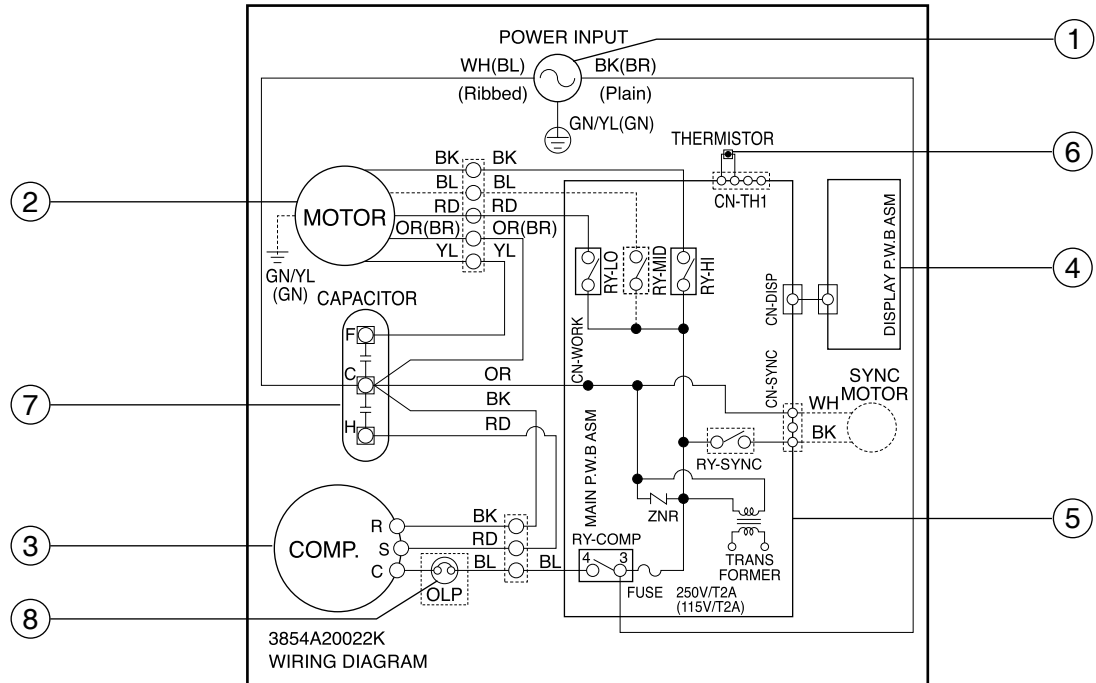 POWER INPUT
1
WH(BL)
BK(BR)
(Ribbed)
(Plain)
GN/YL(GN)
THERMISTOR
6
BK
BK
BL
BL
2
MOTOR
RD
RD
CN-TH1
OR(BR)
OR(BR)
YL
YL
GN/YL
(GN)
RY-LO
RY-MID
RY-HI
CN-DISP
DISPLAY P.W.B ASM
4
CAPACITOR
F
CN-WORK
CN-SYNC
SYNC
MOTOR
C
OR
7
BK
WH
H
RD
BK
MAIN P.W.B ASM
RY-SYNC
ZNR
R
BK
5
3
COMP.
S
RD
RY-COMP
C
BL
BL
4
3
TRANS
FORMER
OLP
FUSE
250V/T2A
(115V/T2A)
8
3854A20022K
WIRING DIAGRAM